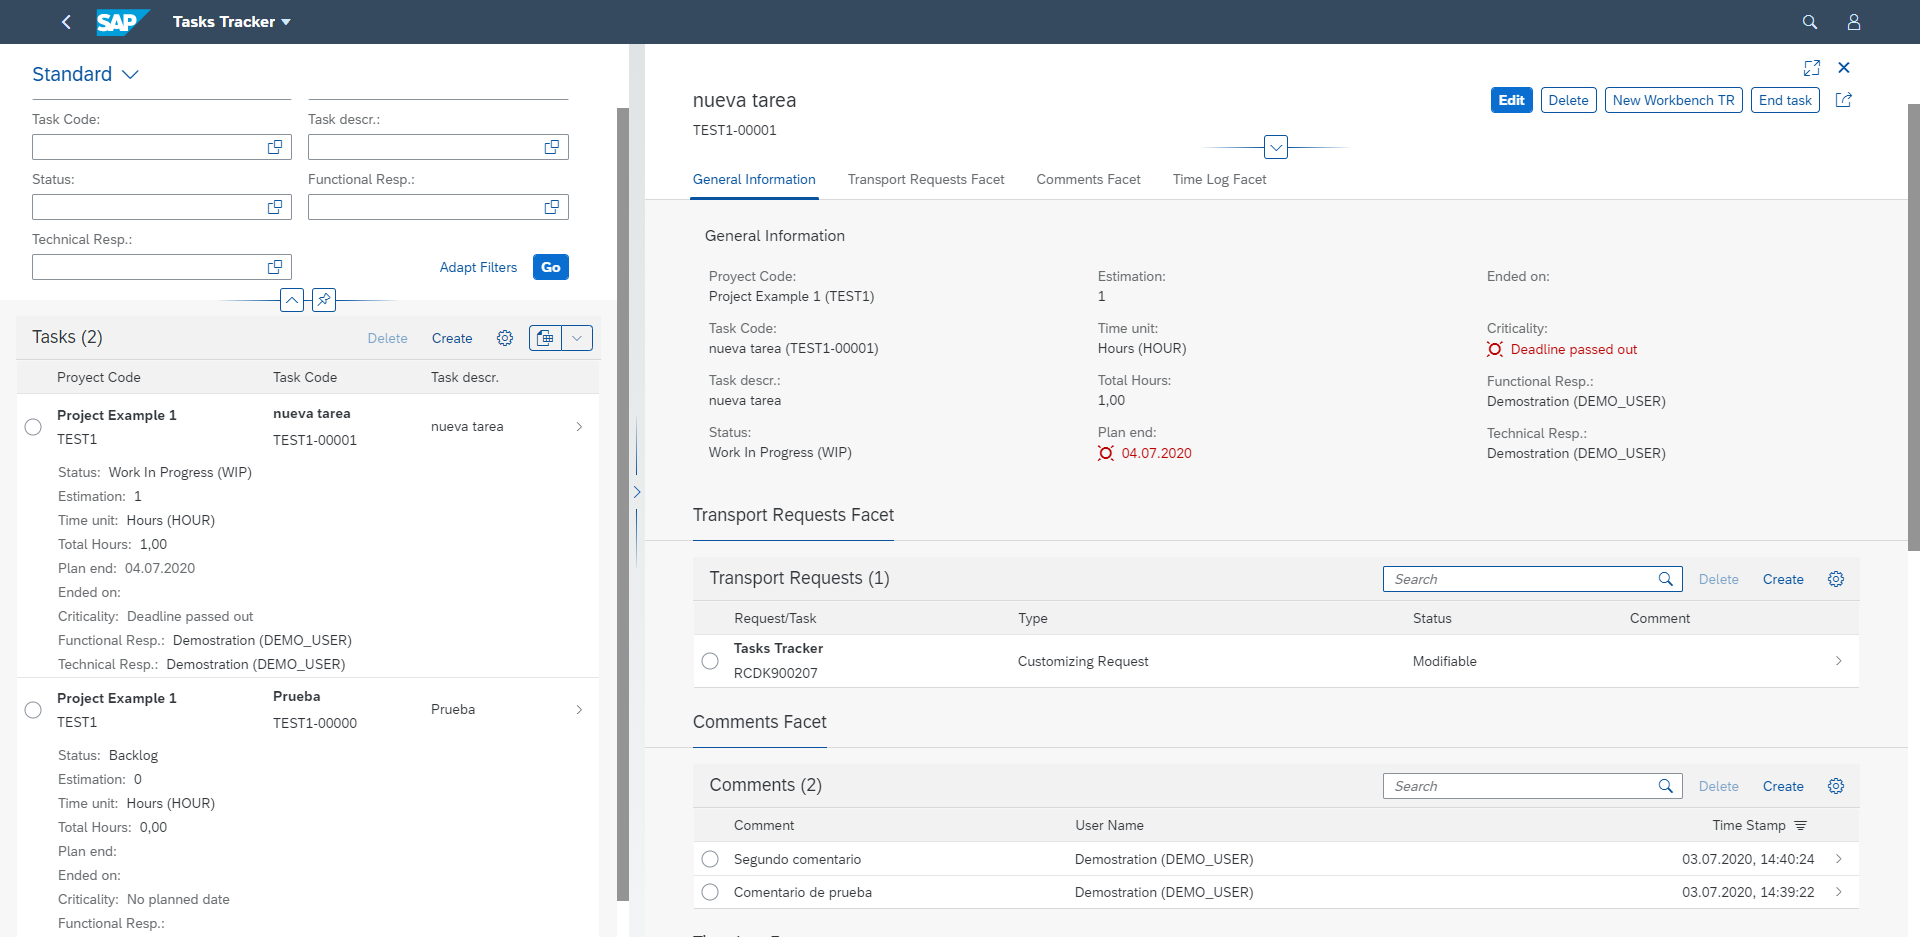 SAP Tasks Tracker
Standard
Task Code: Task descr.:
Status: Functional Resp.:
Technical Resp.:
Adapt Filters Go
Tasks (2) Delete Create
Proyect Code Task Code Task descr.
Project Example 1 nueva tarea
TEST1 TEST1-00001 nueva tarea
Status: Work In Progress (WIP)
Estimation: 1
Time unit: Hours (HOUR)
Total Hours: 1,00
Plan end: 04.07.2020
Ended on:
Criticality: Deadline passed out
Functional Resp.: Demostration (DEMO_USER)
Technical Resp.: Demostration (DEMO_USER)
Project Example 1 Prueba
TEST1 TEST1-00000 Prueba
Status: Backlog
Estimation: 0
Time unit: Hours (HOUR)
Total Hours: 0,00
Plan end:
Ended on:
Criticality: No planned date
Functional Resp.:
nueva tarea
TEST1-00001
Edit Delete New Workbench TR End task
General Information Transport Requests Facet Comments Facet Time Log Facet
General Information
Proyect Code:
Project Example 1 (TEST1)
Task Code:
nueva tarea (TEST1-00001)
Task descr.:
nueva tarea
Status:
Work In Progress (WIP)
Estimation:
1
Time unit:
Hours (HOUR)
Total Hours:
1,00
Plan end:
04.07.2020
Ended on:
Criticality:
Deadline passed out
Functional Resp.:
Demostration (DEMO_USER)
Technical Resp.:
Demostration (DEMO_USER)
Transport Requests Facet
Transport Requests (1) Search Delete Create
Request/Task Type Status Comment
Tasks Tracker
RCDK900207 Customizing Request Modifiable
Comments Facet
Comments (2) Search Delete Create
Comment User Name Time Stamp
Segundo comentario Demostration (DEMO_USER) 03.07.2020, 14:40:24
Comentario de prueba Demostration (DEMO_USER) 03.07.2020, 14:39:22